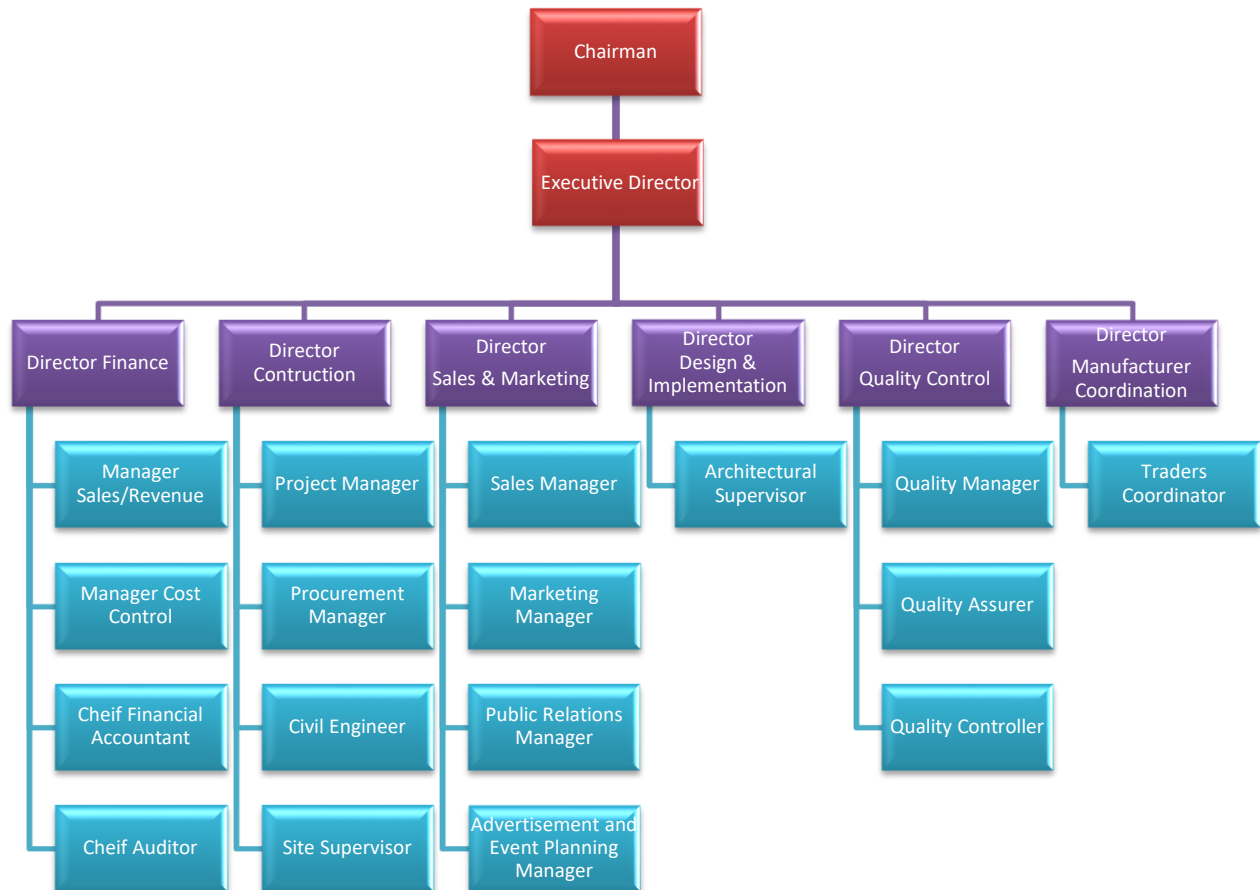 Chairman
Executive Director
Director Finance
Director
Contruction
Director
Sales & Marketing
Director
Design &
Implementation
Director
Quality Control
Director
Manufacturer
Coordination
Manager
Sales/Revenue
Project Manager
Sales Manager
Architectural
Supervisor
Quality Manager
Traders
Coordinator
Manager Cost
Control
Procurement
Manager
Marketing
Manager
Quality Assurer
Cheif Financial
Accountant
Civil Engineer
Public Relations
Manager
Quality Controller
Cheif Auditor
Site Supervisor
Advertisement and
Event Planning
Manager